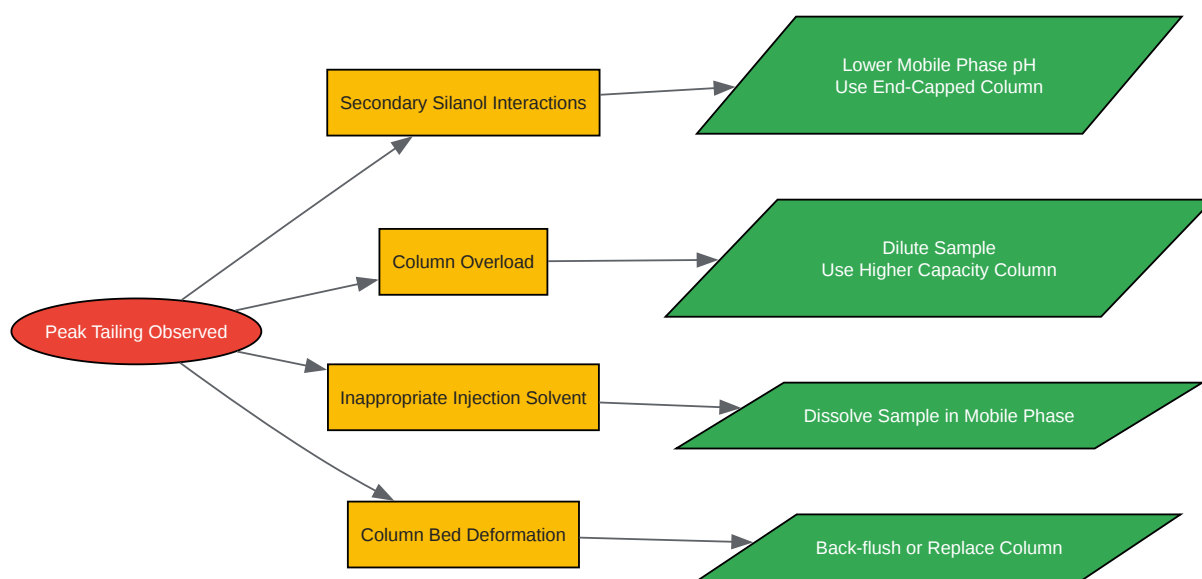 Peak Tailing Observed
Secondary Silanol Interactions
Lower Mobile Phase pH
Use End-Capped Column
Column Overload
Dilute Sample
Use Higher Capacity Column
Inappropriate Injection Solvent
Dissolve Sample in Mobile Phase
Column Bed Deformation
Back-flush or Replace Column